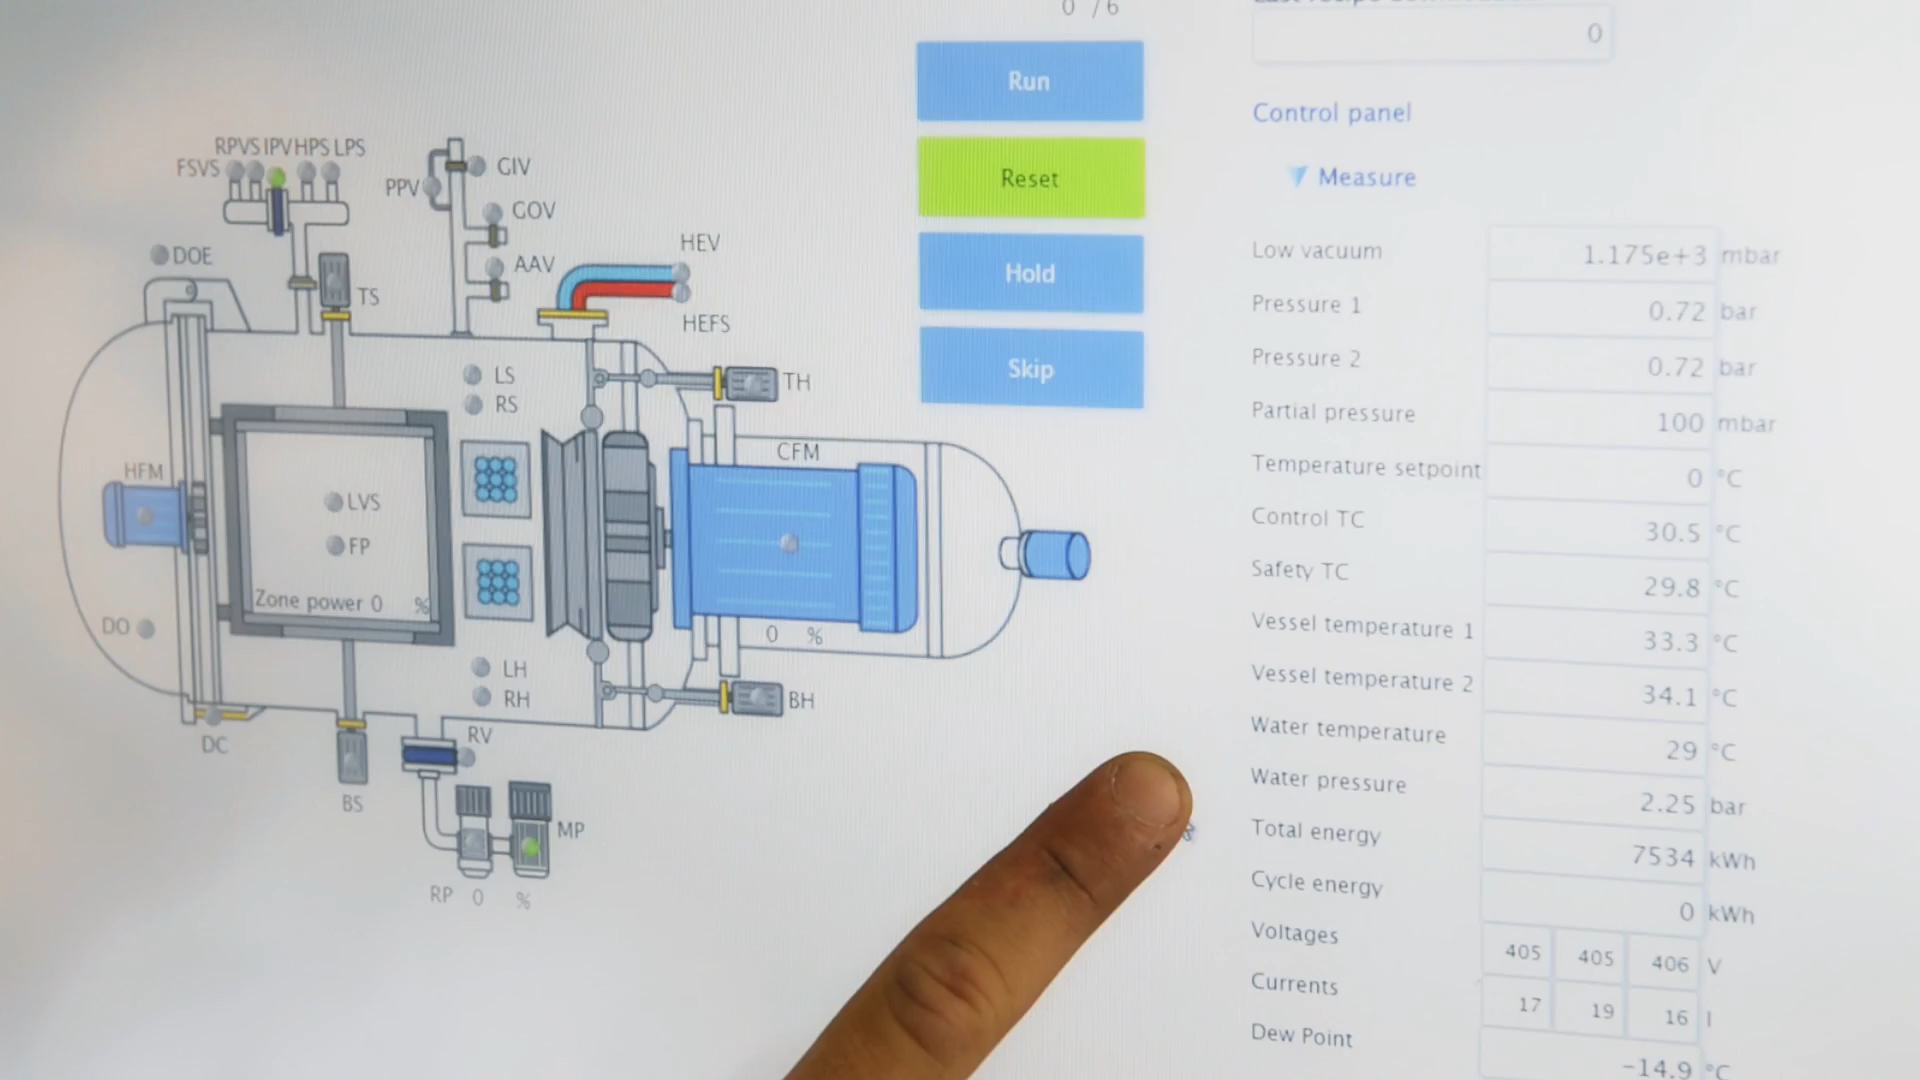 0 / 6
0
Run
Control panel
RPVS IPV HPS LPS
FSVS
GIV
PPV
Reset
Measure
GOV
DOE
HEV
AAV
Low vacuum 1.175e+3 mbar
Hold
TS
Pressure 1 0.72 bar
HEFS
Pressure 2 0.72 bar
LS
TH
Skip
RS
Partial pressure 100 mbar
CFM
Temperature setpoint 0 °C
HFM
LVS
Control TC 30.5 °C
FP
Safety TC 29.8 °C
Zone power 0 %
DO
0 %
Vessel temperature 1 33.3 °C
LH
Vessel temperature 2 34.1 °C
RH
BH
RV
DC
Water temperature 29 °C
BS
Water pressure 2.25 bar
MP
Total energy 7534 kWh
RP 0 %
Cycle energy 0 kWh
Voltages 405 405 406 V
Currents 17 19 16 I
Dew Point -14.9 °C